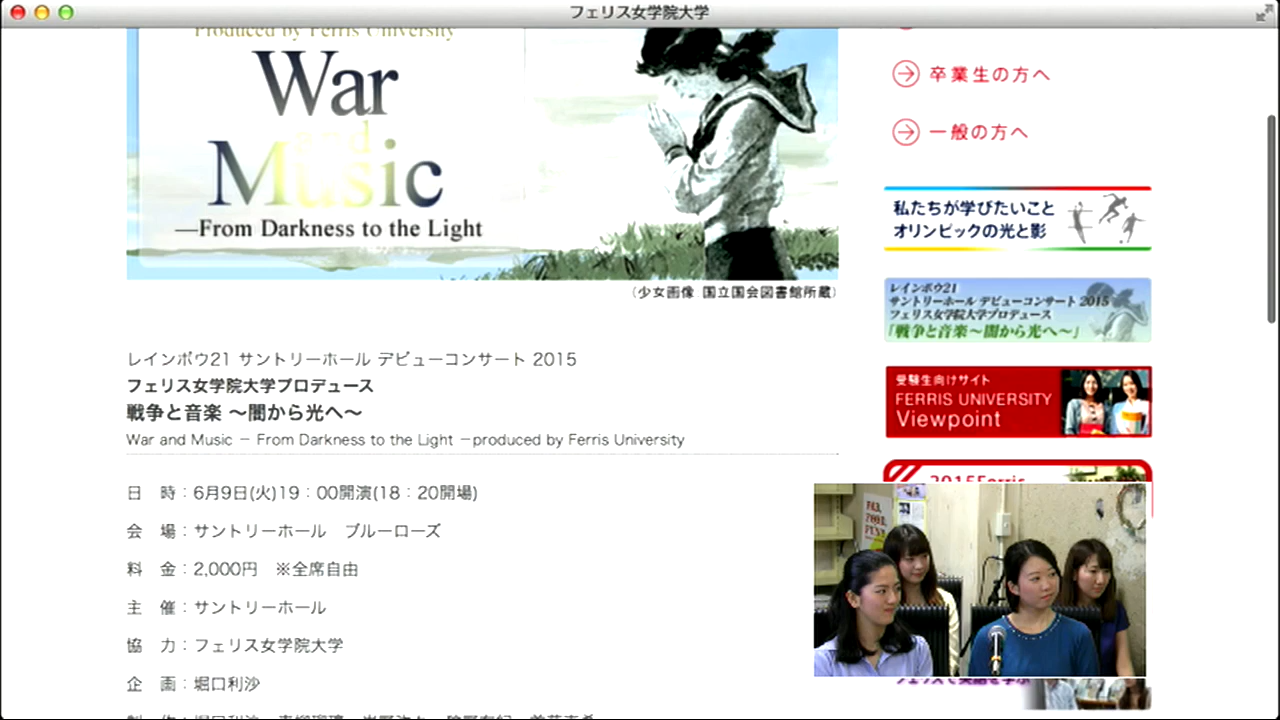 フェリス女学院大学
Produced by Ferris University
War
and
Music
—From Darkness to the Light
（少女画像 国立国会図書館所蔵）
レインボウ21 サントリーホール デビューコンサート 2015
フェリス女学院大学プロデュース
戦争と音楽 ～闇から光へ～
War and Music － From Darkness to the Light －produced by Ferris University
日　時：6月9日(火)19：00開演(18：20開場)
会　場：サントリーホール　ブルーローズ
料　金：2,000円　※全席自由
主　催：サントリーホール
協　力：フェリス女学院大学
企　画：堀口利沙
卒業生の方へ
一般の方へ
私たちが学びたいこと
オリンピックの光と影
レインボウ21
サントリーホール デビューコンサート 2015
フェリス女学院大学プロデュース
「戦争と音楽～闇から光へ～」
受験生向けサイト
FERRIS UNIVERSITY
Viewpoint
2015Ferris